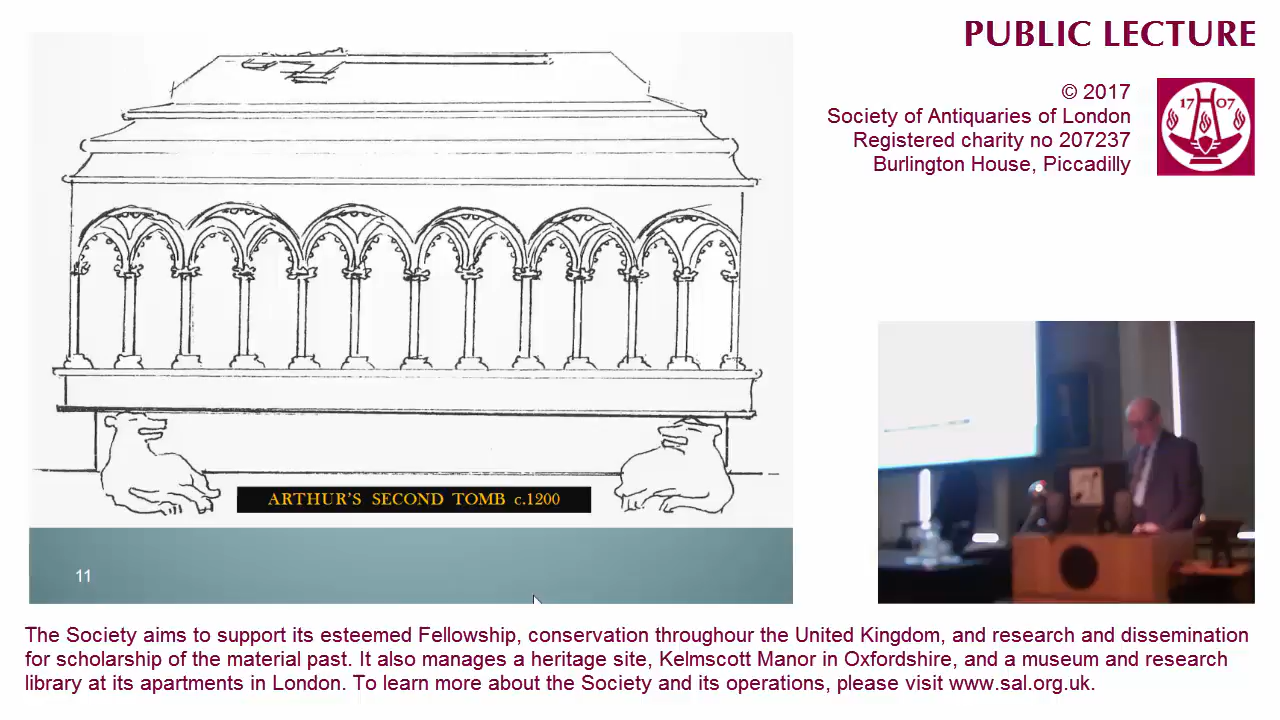 PUBLIC LECTURE
© 2017
Society of Antiquaries of London
Registered charity no 207237
Burlington House, Piccadilly
17 07
ARTHUR'S SECOND TOMB c.1200
11
The Society aims to support its esteemed Fellowship, conservation throughour the United Kingdom, and research and dissemination
for scholarship of the material past. It also manages a heritage site, Kelmscott Manor in Oxfordshire, and a museum and research
library at its apartments in London. To learn more about the Society and its operations, please visit www.sal.org.uk.